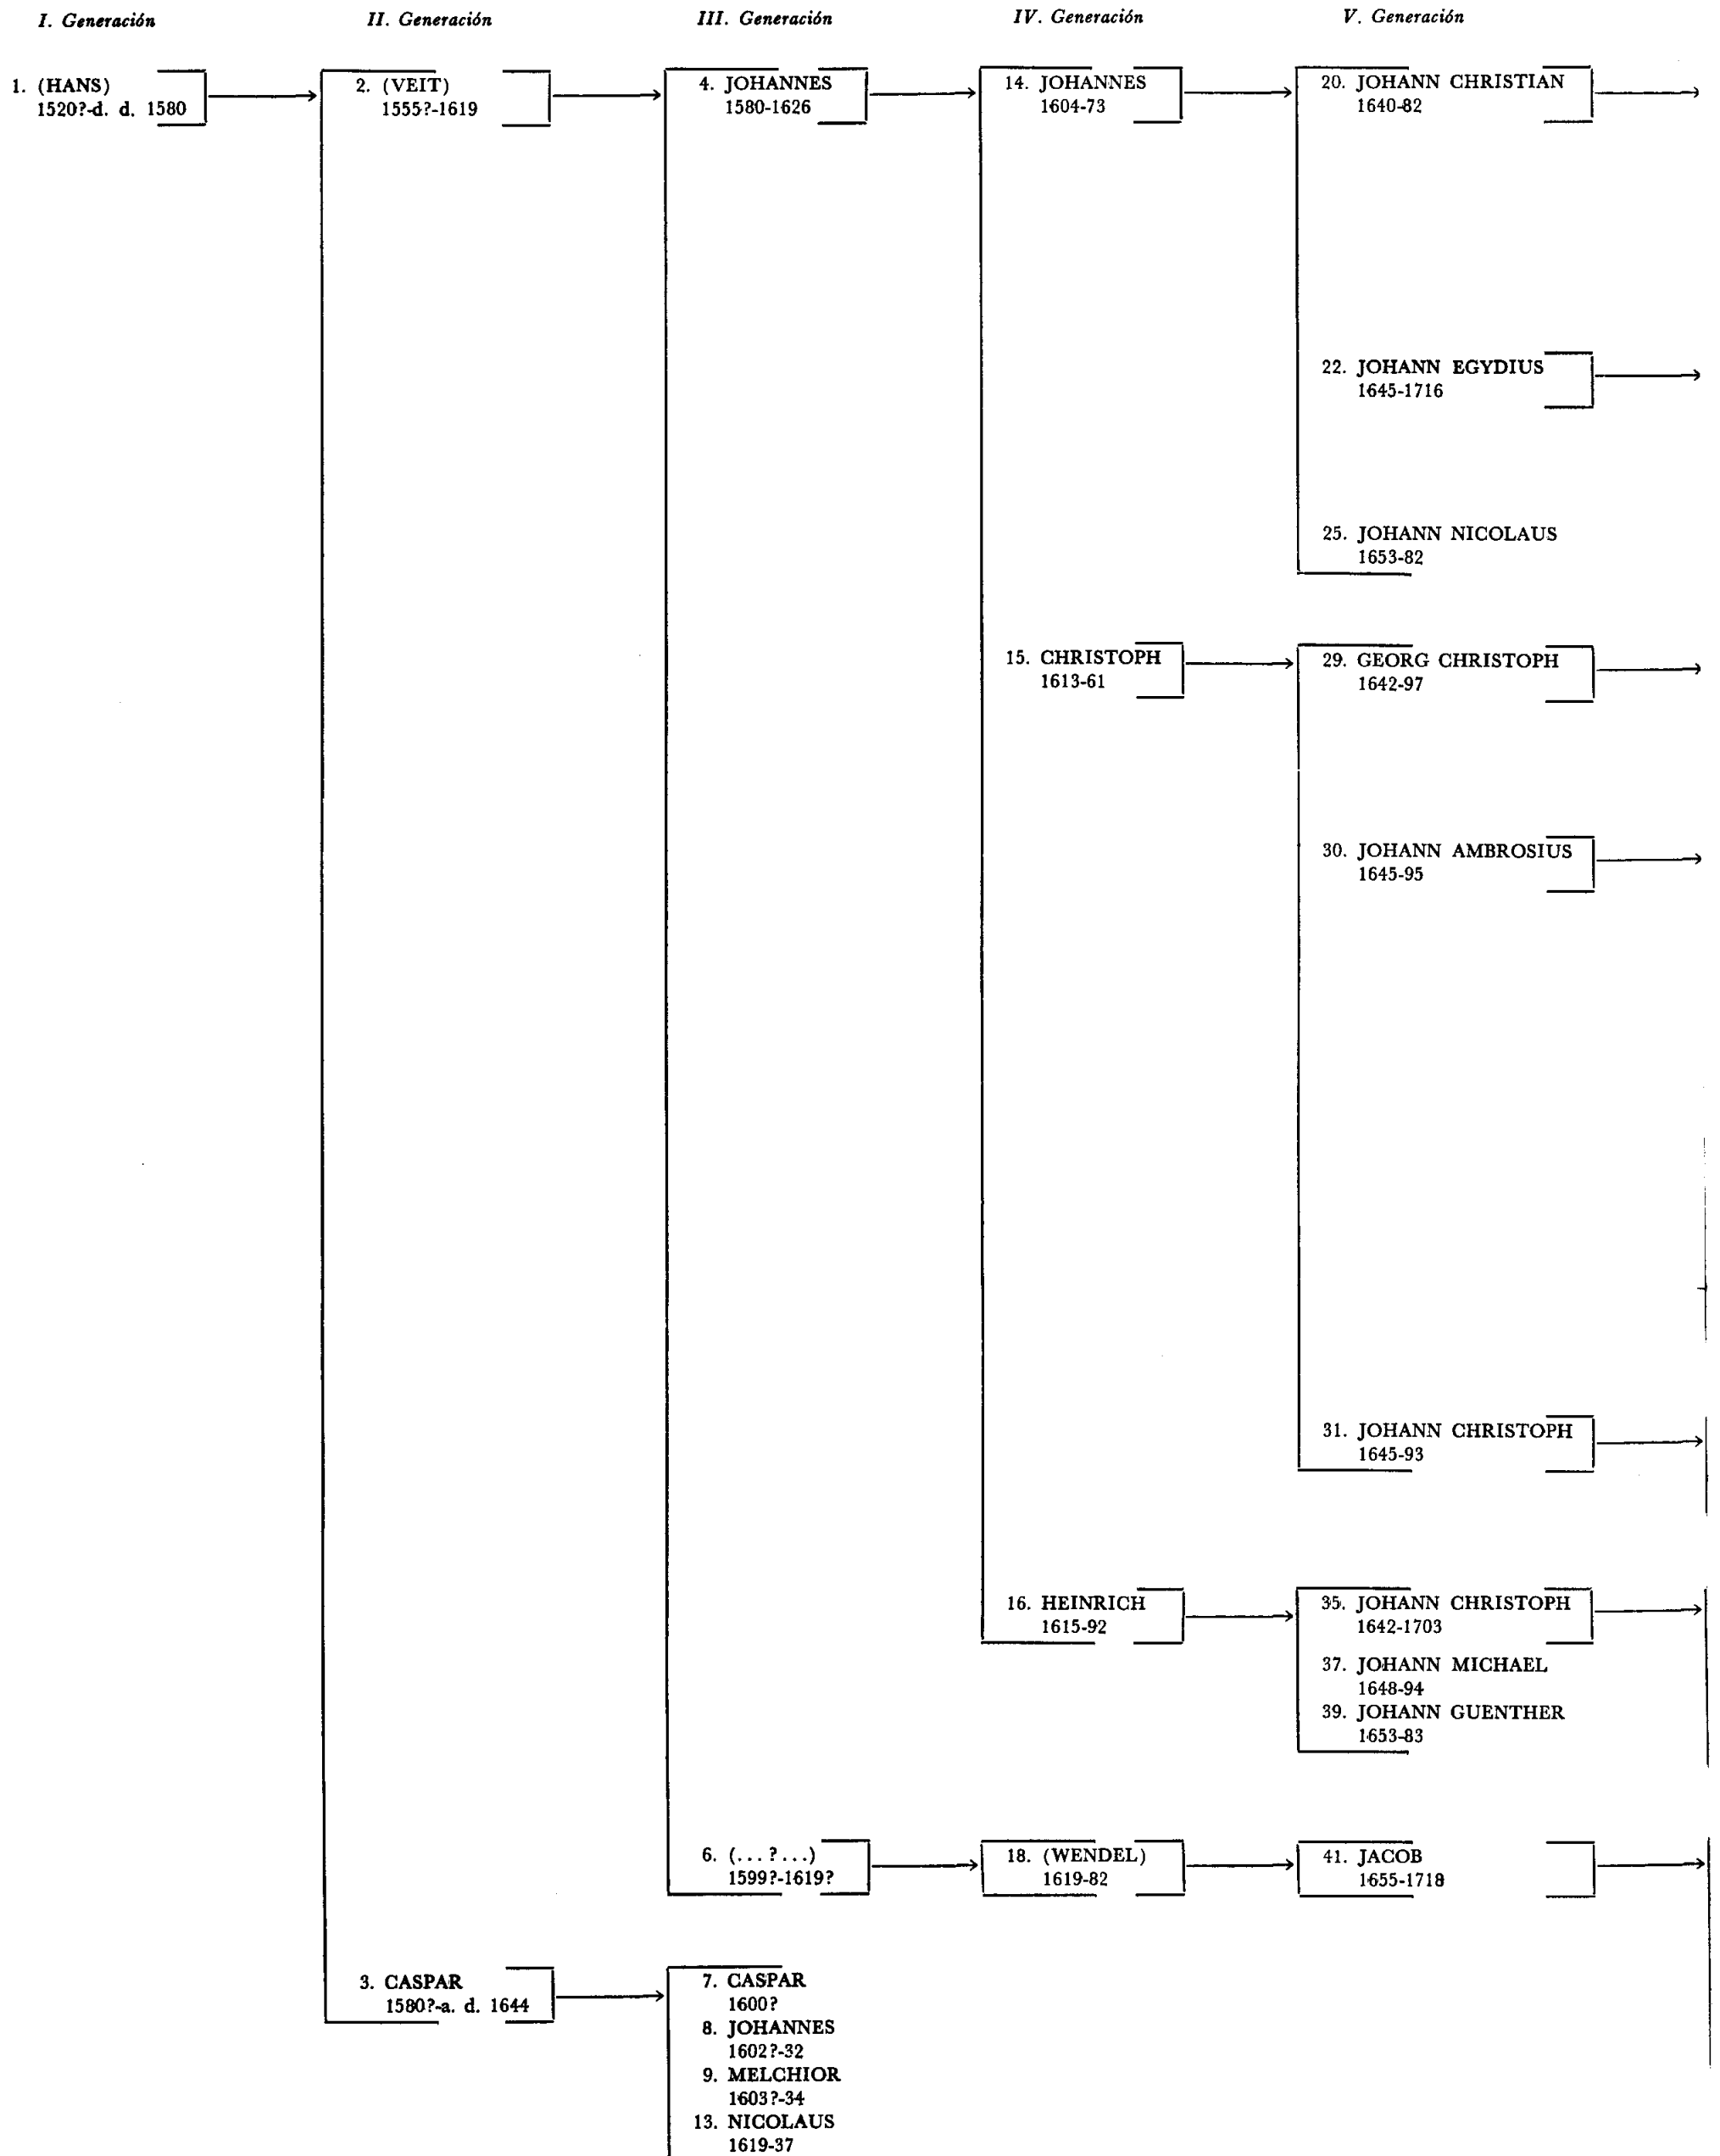 I. Generación
II. Generación
III. Generación
IV. Generación
V. Generación
1. (HANS)
1520?-d. d. 1580
2. (VEIT)
1555?-1619
4. JOHANNES
1580-1626
14. JOHANNES
1604-73
20. JOHANN CHRISTIAN
1640-82
22. JOHANN EGYDIUS
1645-1716
25. JOHANN NICOLAUS
1653-82
15. CHRISTOPH
1613-61
29. GEORG CHRISTOPH
1642-97
30. JOHANN AMBROSIUS
1645-95
31. JOHANN CHRISTOPH
1645-93
16. HEINRICH
1615-92
35. JOHANN CHRISTOPH
1642-1703
37. JOHANN MICHAEL
1648-94
39. JOHANN GUENTHER
1653-83
6. (...?...)
1599?-1619?
18. (WENDEL)
1619-82
41. JACOB
1655-1718
3. CASPAR
1580?-a. d. 1644
7. CASPAR
1600?
8. JOHANNES
1602?-32
9. MELCHIOR
1603?-34
13. NICOLAUS
1619-37